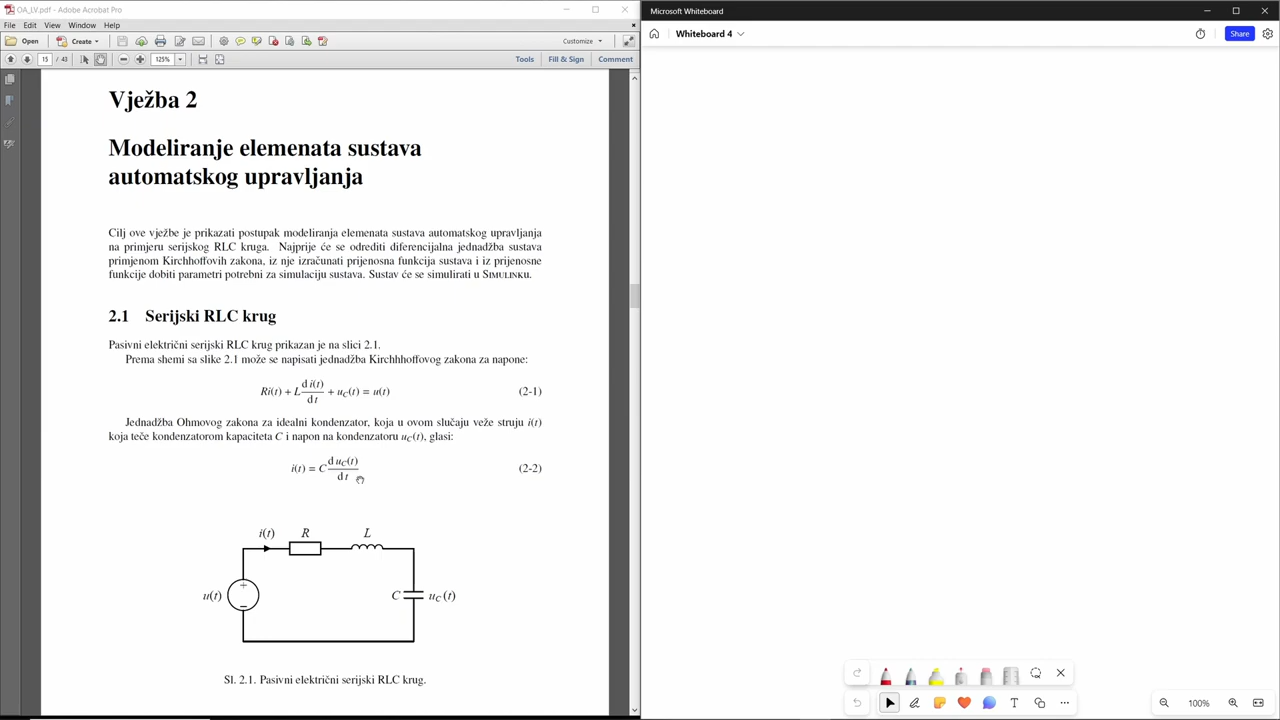 OA_LV.pdf - Adobe Acrobat Pro
File Edit View Window Help
Open Create Customize
15 / 43 125% Tools Fill & Sign Comment
Vježba 2
Modeliranje elemenata sustava
automatskog upravljanja
Cilj ove vježbe je prikazati postupak modeliranja elemenata sustava automatskog upravljanja
na primjeru serijskog RLC kruga. Najprije će se odrediti diferencijalna jednadžba sustava
primjenom Kirchhoffovih zakona, iz nje izračunati prijenosna funkcija sustava i iz prijenosne
funkcije dobiti parametri potrebni za simulaciju sustava. Sustav će se simulirati u SIMULINKU.
2.1 Serijski RLC krug
Pasivni električni serijski RLC krug prikazan je na slici 2.1.
Prema shemi sa slike 2.1 može se napisati jednadžba Kirchhhoffovog zakona za napone:
Ri(t) + L d i(t)/d t + u_C(t) = u(t) (2-1)
Jednadžba Ohmovog zakona za idealni kondenzator, koja u ovom slučaju veže struju i(t)
koja teče kondenzatorom kapaciteta C i napon na kondenzatoru u_C(t), glasi:
i(t) = C d u_C(t)/d t (2-2)
i(t) R L
+
u(t) C u_C(t)
−
Sl. 2.1. Pasivni električni serijski RLC krug.
Microsoft Whiteboard
Whiteboard 4 Share
T 100%